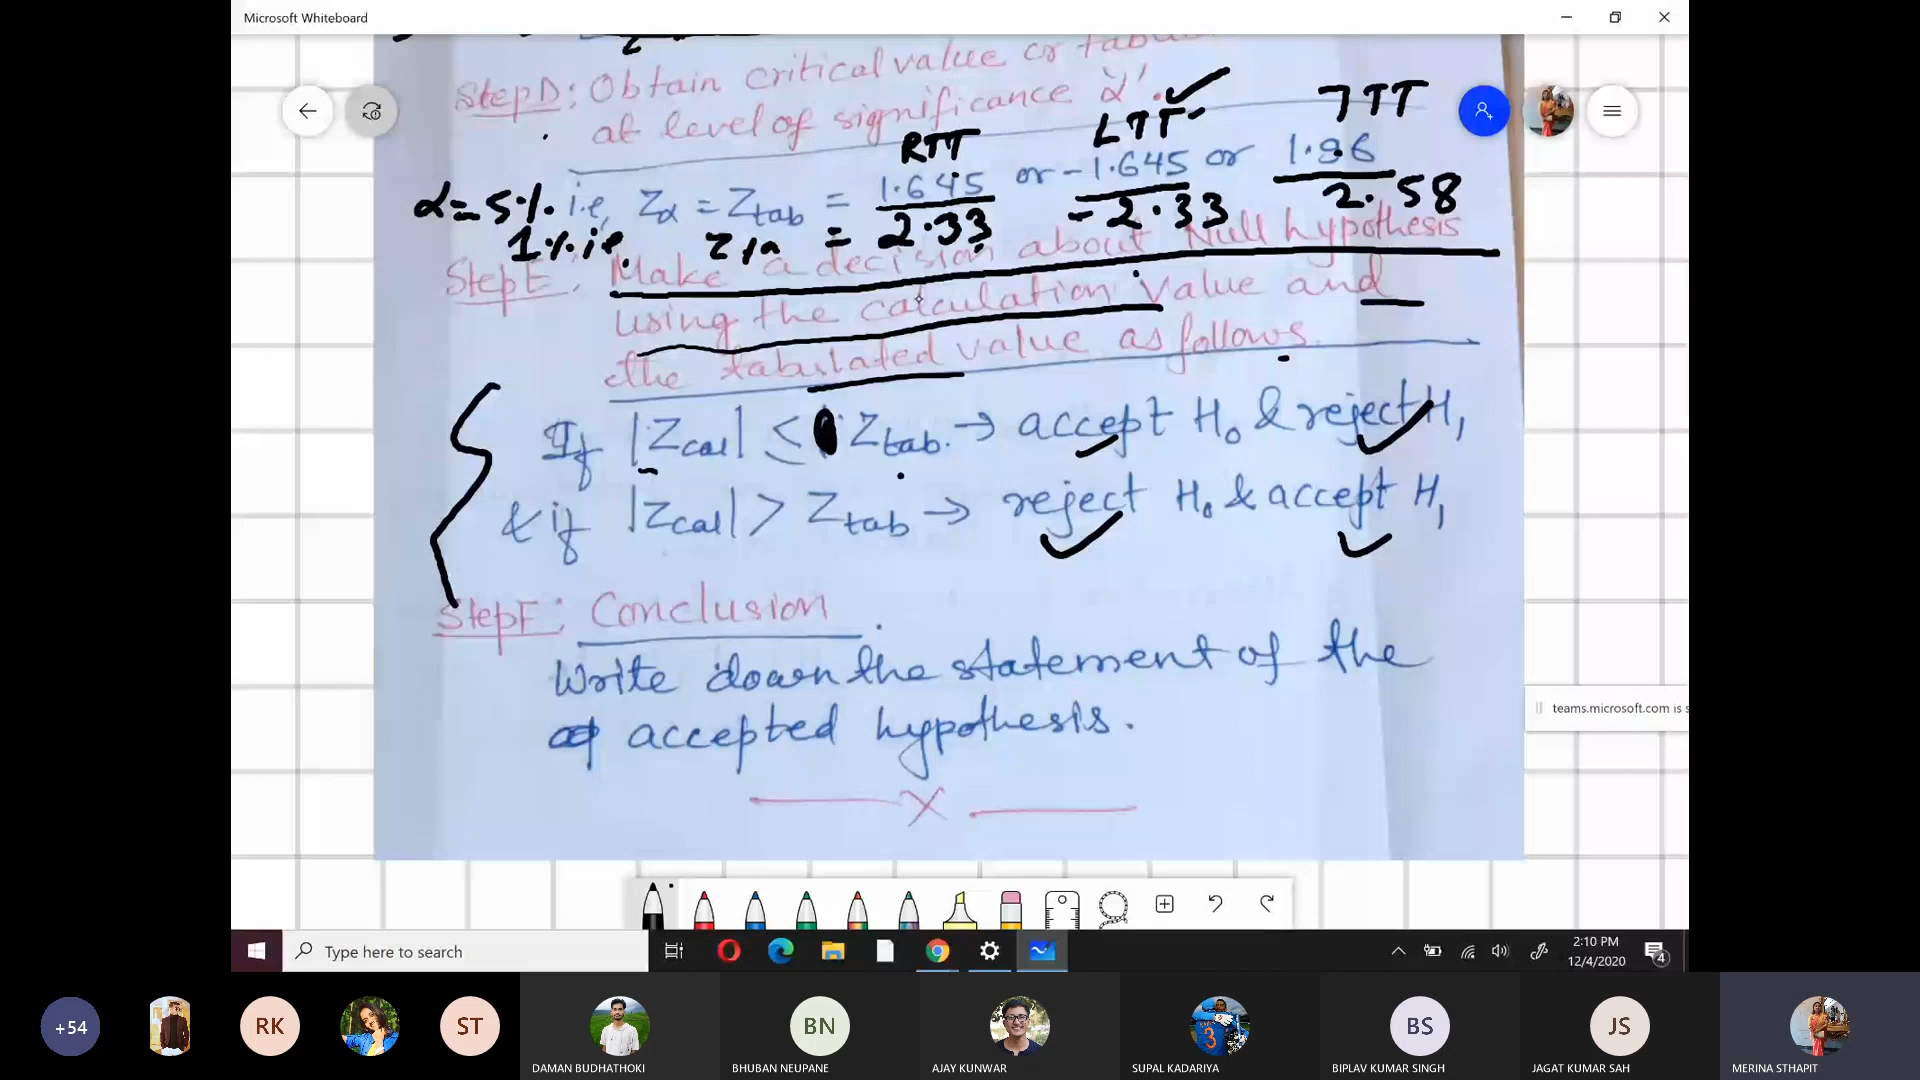 Microsoft Whiteboard
Step D: Obtain critical value or tabu
at level of significance 'α'.
RTT LTT TTT
α=5%. i.e, Zα = Ztab = 1.645 or -1.645 or 1.96
1%. i.e. = 2.33 -2.33 2.58
Step E: Make a decision about Null hypothesis
using the calculation value and
the tabulated value as follows.
If |Zcal| ≤ Ztab. → accept H₀ & reject H₁
& if |Zcal| > Ztab → reject H₀ & accept H₁
Step F: Conclusion
Write down the statement of the
accepted hypothesis.
X
teams.microsoft.com is s
Type here to search
2:10 PM
12/4/2020
4
+54
RK
ST
BN
BS
JS
3
DAMAN BUDHATHOKI
BHUBAN NEUPANE
AJAY KUNWAR
SUPAL KADARIYA
BIPLAV KUMAR SINGH
JAGAT KUMAR SAH
MERINA STHAPIT